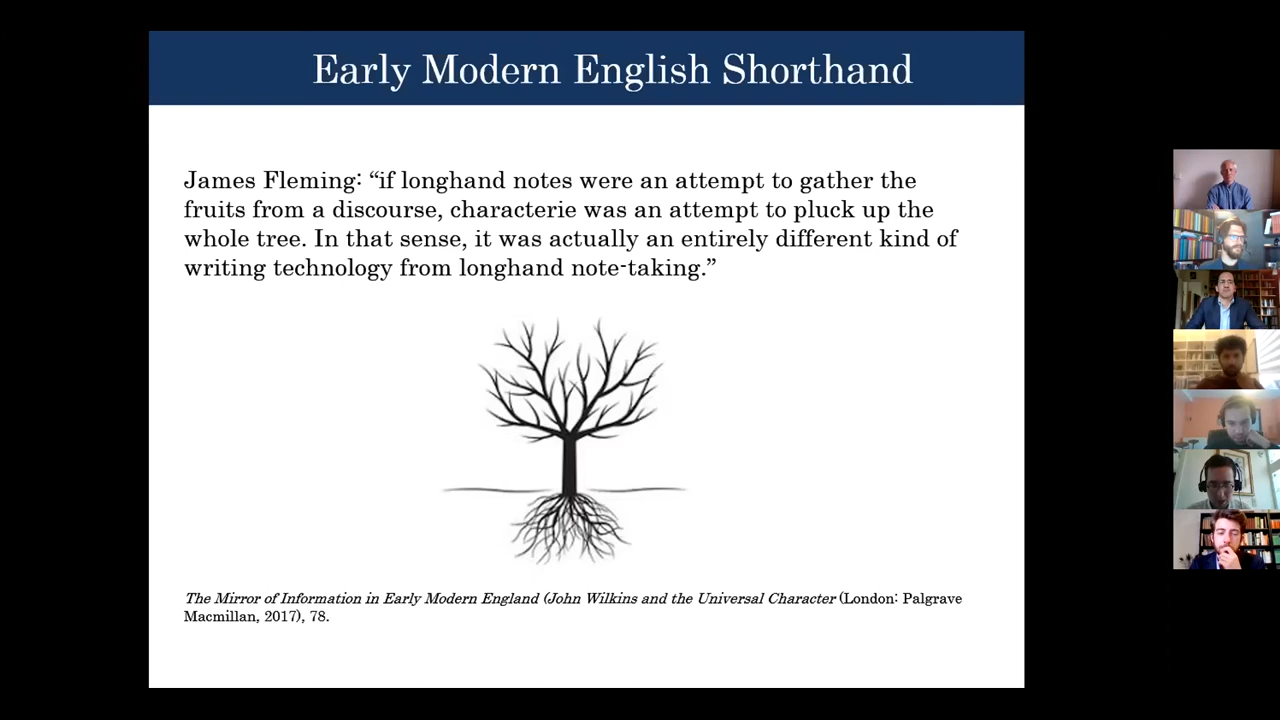 Early Modern English Shorthand
James Fleming: “if longhand notes were an attempt to gather the
fruits from a discourse, characterie was an attempt to pluck up the
whole tree. In that sense, it was actually an entirely different kind of
writing technology from longhand note-taking.”
The Mirror of Information in Early Modern England (John Wilkins and the Universal Character (London: Palgrave
Macmillan, 2017), 78.